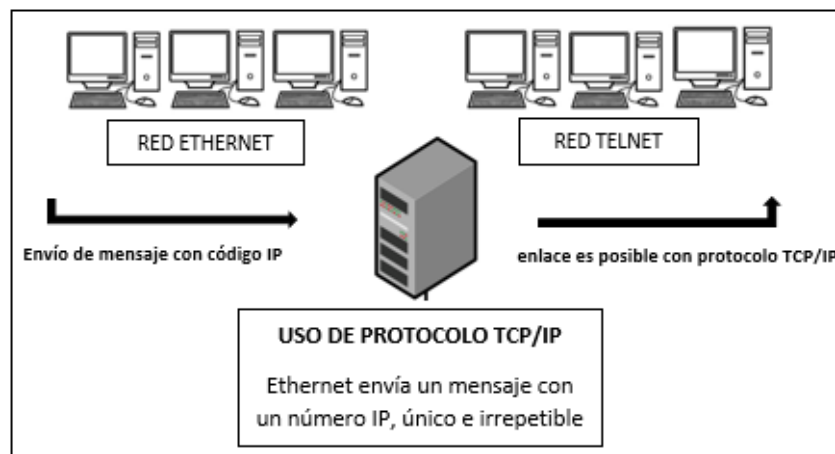 RED ETHERNET
RED TELNET
Envío de mensaje con código IP
enlace es posible con protocolo TCP/IP
USO DE PROTOCOLO TCP/IP
Ethernet envía un mensaje con
un número IP, único e irrepetible